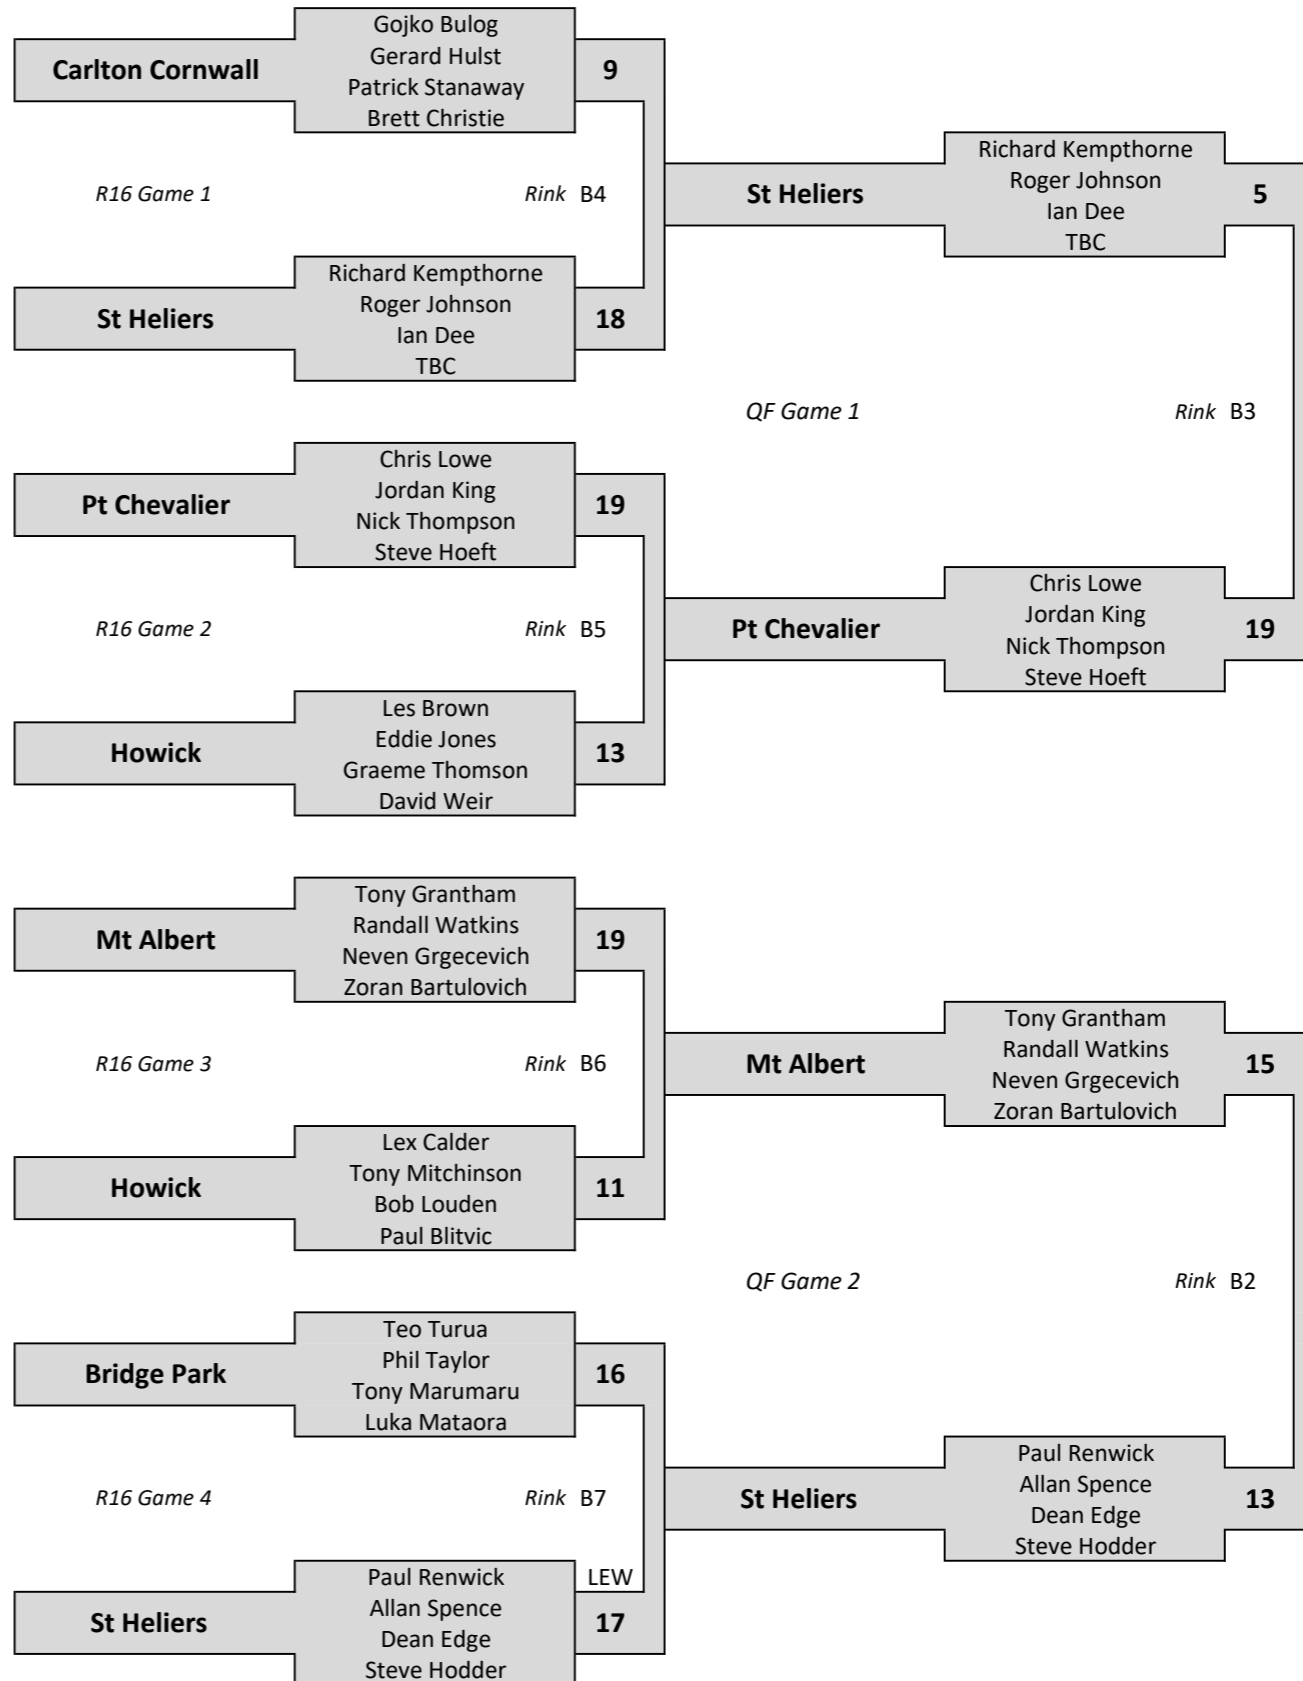 Gojko Bulog
Carlton Cornwall
Gerard Hulst
9
Patrick Stanaway
Brett Christie
R16 Game 1
Rink B4
Richard Kempthorne
St Heliers
Roger Johnson
18
Ian Dee
TBC
Pt Chevalier
Chris Lowe
Jordan King
Nick Thompson
Steve Hoeft
19
R16 Game 2
Rink B5
Howick
Les Brown
Eddie Jones
Graeme Thomson
David Weir
13
Mt Albert
Tony Grantham
Randall Watkins
Neven Grgecevich
Zoran Bartulovich
19
R16 Game 3
Rink B6
Howick
Lex Calder
Tony Mitchinson
Bob Louden
Paul Blitvic
11
Bridge Park
Teo Turua
Phil Taylor
Tony Marumaru
Luka Mataora
16
R16 Game 4
Rink B7
St Heliers
Paul Renwick
Allan Spence
Dean Edge
Steve Hodder
LEW
17
St Heliers
Richard Kempthorne
Roger Johnson
Ian Dee
TBC
5
QF Game 1
Rink B3
Pt Chevalier
Chris Lowe
Jordan King
Nick Thompson
Steve Hoeft
19
Mt Albert
Tony Grantham
Randall Watkins
Neven Grgecevich
Zoran Bartulovich
15
QF Game 2
Rink B2
St Heliers
Paul Renwick
Allan Spence
Dean Edge
Steve Hodder
13